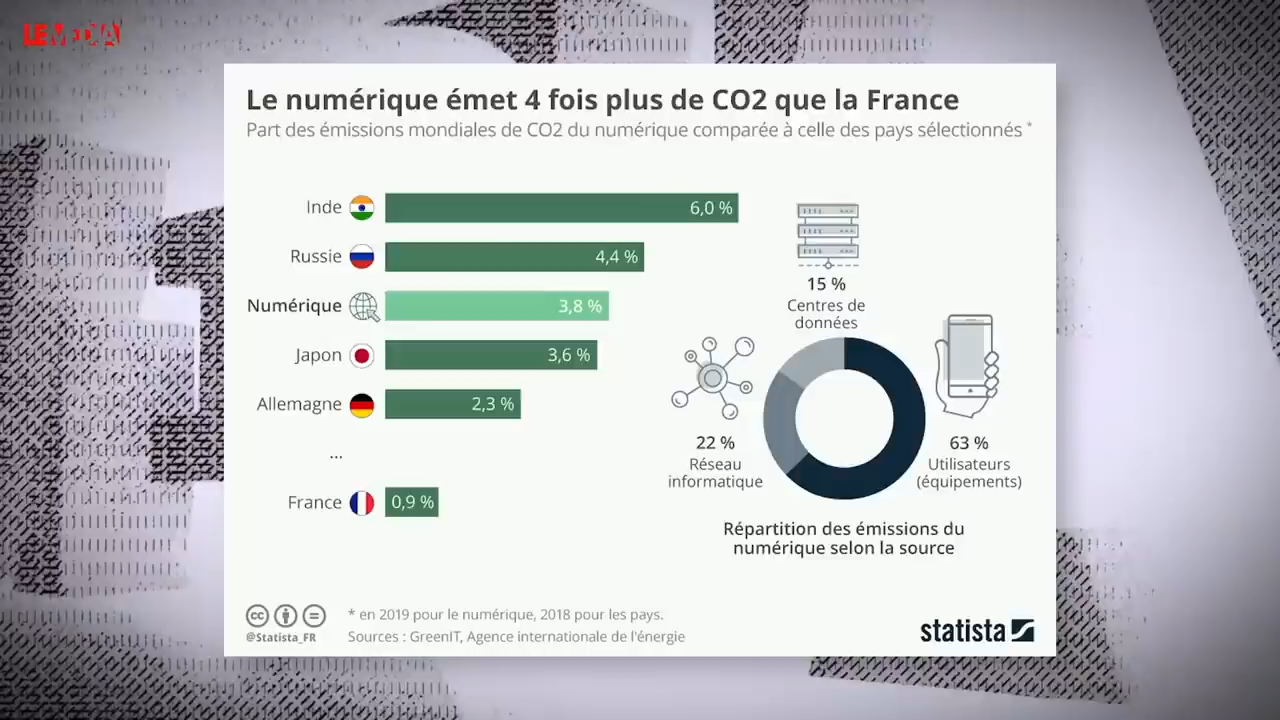 LEMEDIA
Le numérique émet 4 fois plus de CO2 que la France
Part des émissions mondiales de CO2 du numérique comparée à celle des pays sélectionnés *
Inde 6,0 %
Russie 4,4 %
Numérique 3,8 %
Japon 3,6 %
Allemagne 2,3 %
...
France 0,9 %
15 %
Centres de
données
22 %
Réseau
informatique
63 %
Utilisateurs
(équipements)
Répartition des émissions du
numérique selon la source
cc
@Statista_FR
* en 2019 pour le numérique, 2018 pour les pays.
Sources : GreenIT, Agence internationale de l'énergie
statista